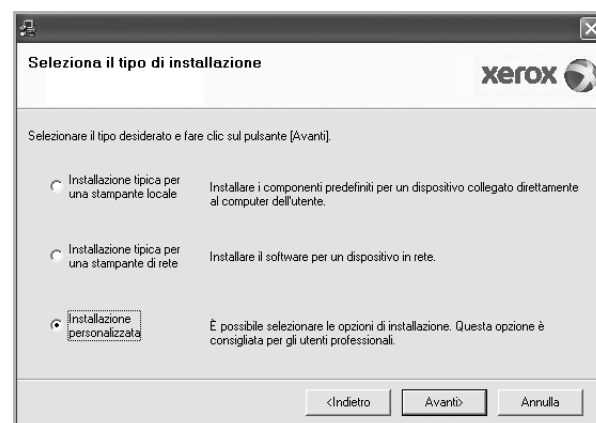 Seleziona il tipo di installazione
xerox
Selezionare il tipo desiderato e fare clic sul pulsante [Avanti].
Installazione tipica per
una stampante locale
Installare i componenti predefiniti per un dispositivo collegato direttamente
al computer dell'utente.
Installazione tipica per
una stampante di rete
Installare il software per un dispositivo in rete.
Installazione
personalizzata
È possibile selezionare le opzioni di installazione. Questa opzione è
consigliata per gli utenti professionali.
<Indietro
Avanti>
Annulla